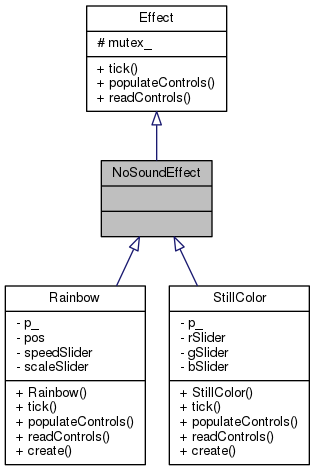 Effect
# mutex_
+ tick()
+ populateControls()
+ readControls()
NoSoundEffect
Rainbow
- p_
- pos
- speedSlider
- scaleSlider
+ Rainbow()
+ tick()
+ populateControls()
+ readControls()
+ create()
StillColor
- p_
- rSlider
- gSlider
- bSlider
+ StillColor()
+ tick()
+ populateControls()
+ readControls()
+ create()